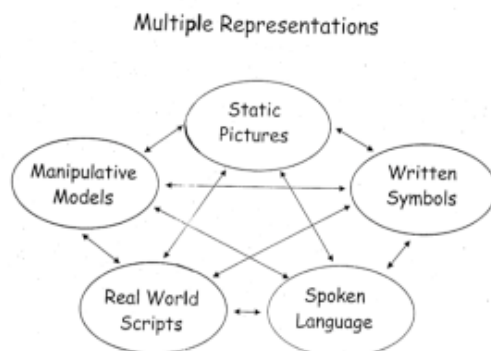 Multiple Representations
Static
Pictures
Manipulative
Models
Written
Symbols
Real World
Scripts
Spoken
Language